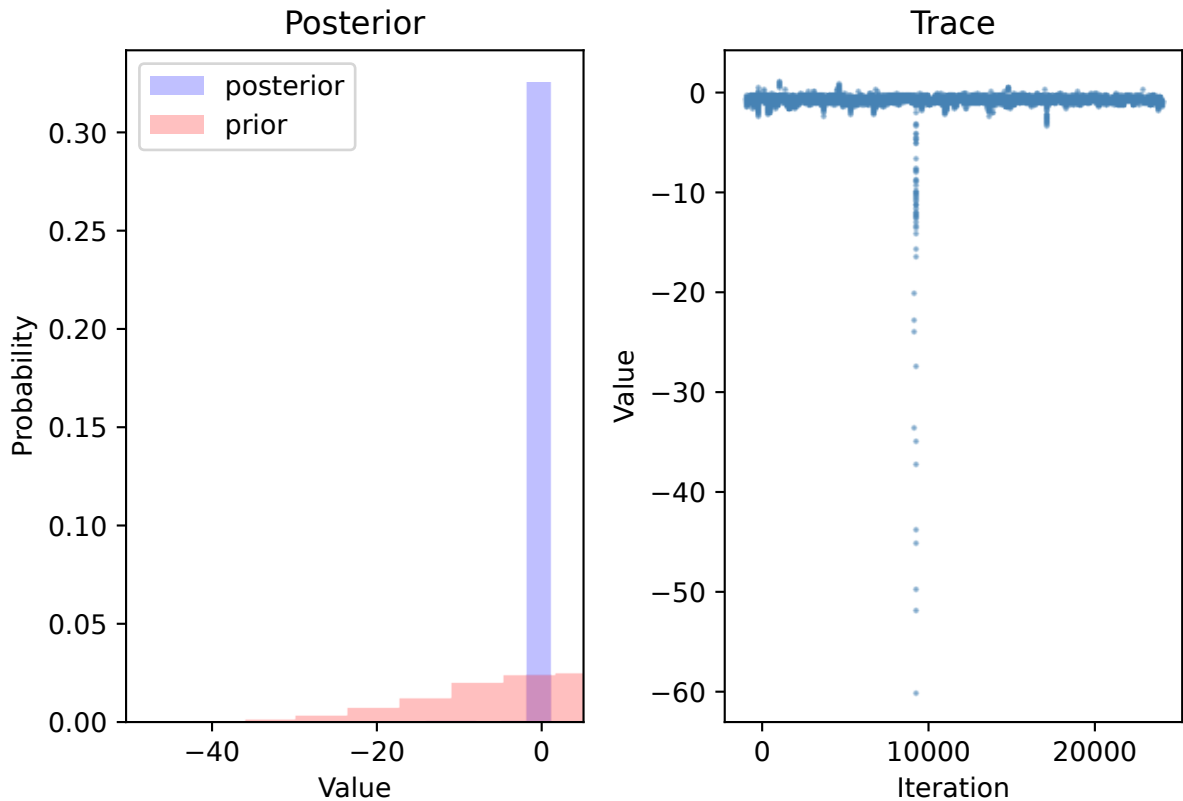 Posterior
posterior
prior
0.30
0.25
0.20
0.15
0.10
0.05
0.00
Probability
−40
−20
0
Value
Trace
0
−10
−20
−30
−40
−50
−60
Value
0
10000
20000
Iteration